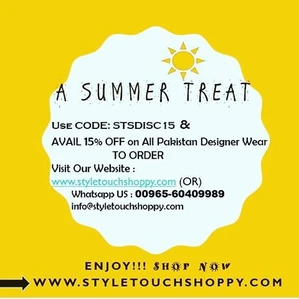 A SUMMER TREAT
USE CODE: STSDISC15 &
AVAIL 15% OFF on All Pakistan Designer Wear
TO ORDER
Visit Our Website :
www.styletouchshoppy.com (OR)
Whatsapp US : 00965-60409989
info@styletouchshoppy.com
ENJOY!!! SHOP NOW
WWW.STYLETOUCHSHOPPY.COM